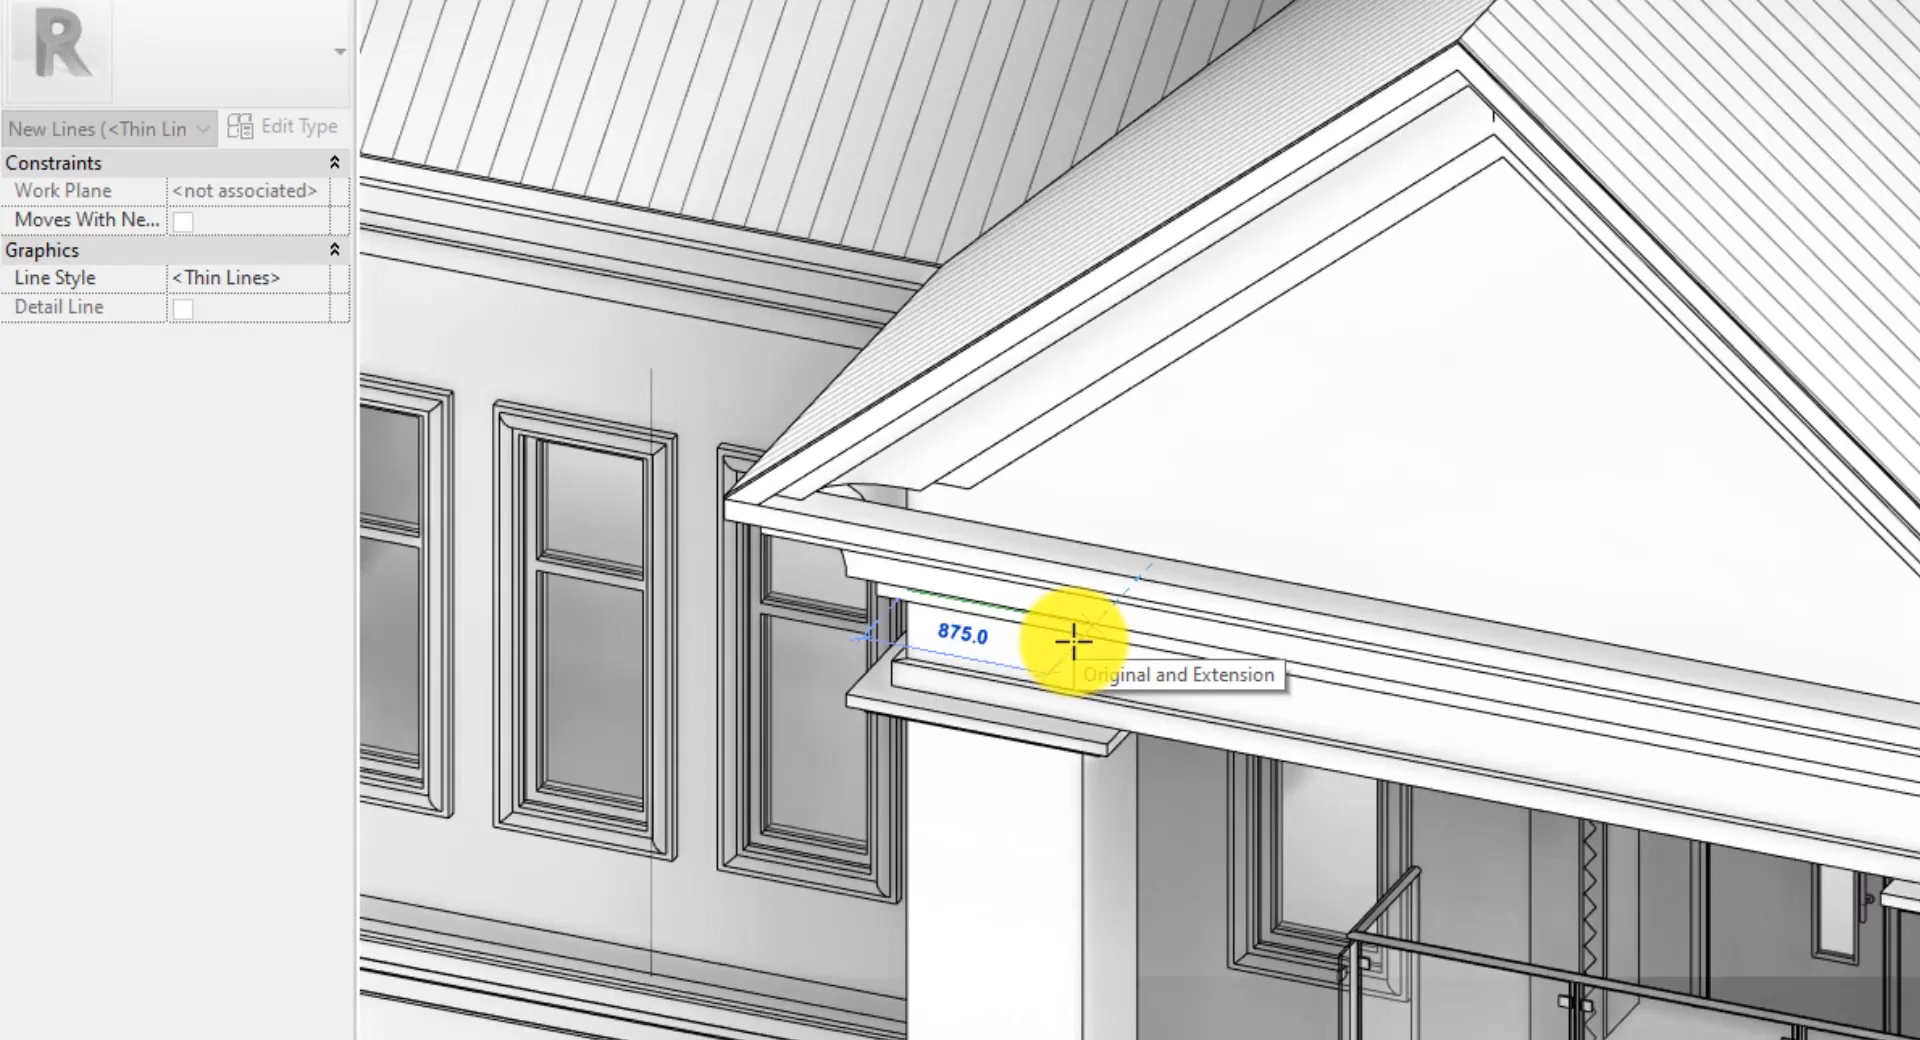 R
New Lines (<Thin Lin
Edit Type
Constraints
Work Plane
<not associated>
Moves With Ne...
Graphics
Line Style
<Thin Lines>
Detail Line
875.0
Original and Extension